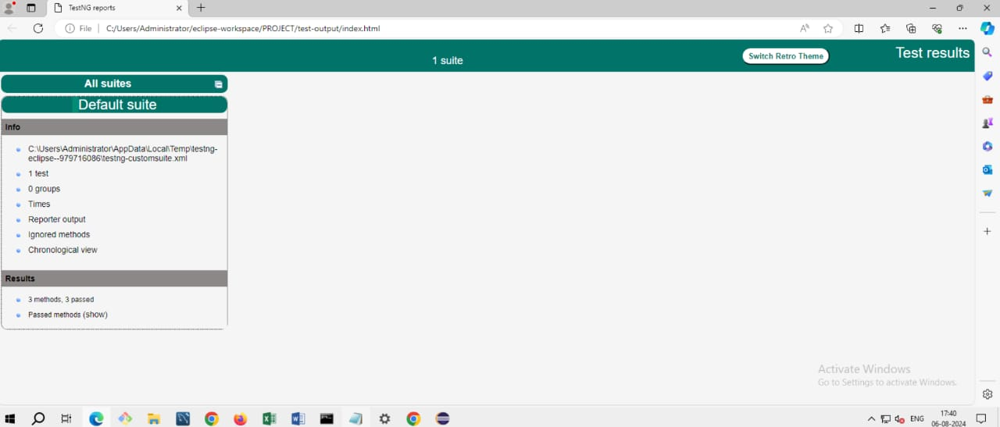 TestNG reports
File | C:/Users/Administrator/eclipse-workspace/PROJECT/test-output/index.html
1 suite
Switch Retro Theme
Test results
All suites
Default suite
Info
C:\Users\Administrator\AppData\Local\Temp\testng-
eclipse--979716086\testng-customsuite.xml
1 test
0 groups
Times
Reporter output
Ignored methods
Chronological view
Results
3 methods, 3 passed
Passed methods (show)
Activate Windows
Go to Settings to activate Windows.
ENG
17:40
06-08-2024